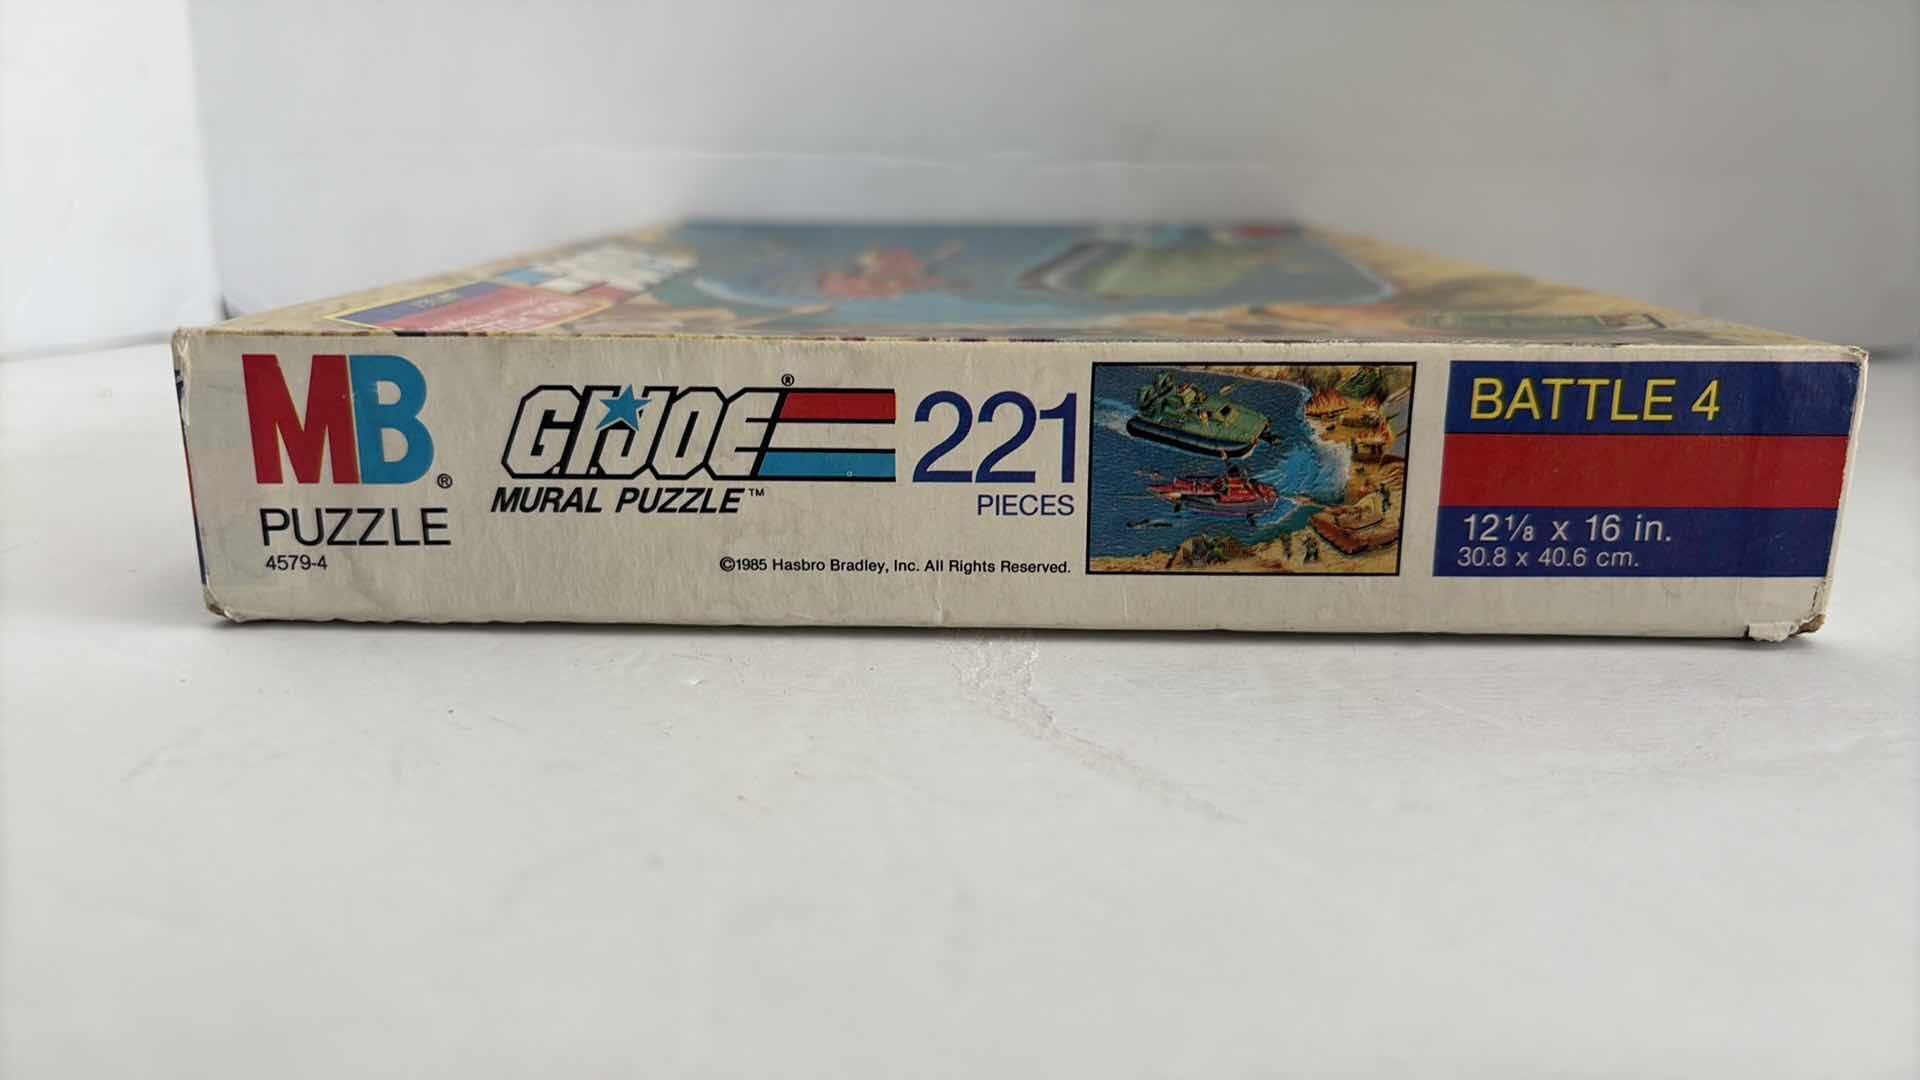 MB®
PUZZLE
4579-4
G.I. JOE®
MURAL PUZZLE™
221
PIECES
©1985 Hasbro Bradley, Inc. All Rights Reserved.
BATTLE 4
12⅛ x 16 in.
30.8 x 40.6 cm.